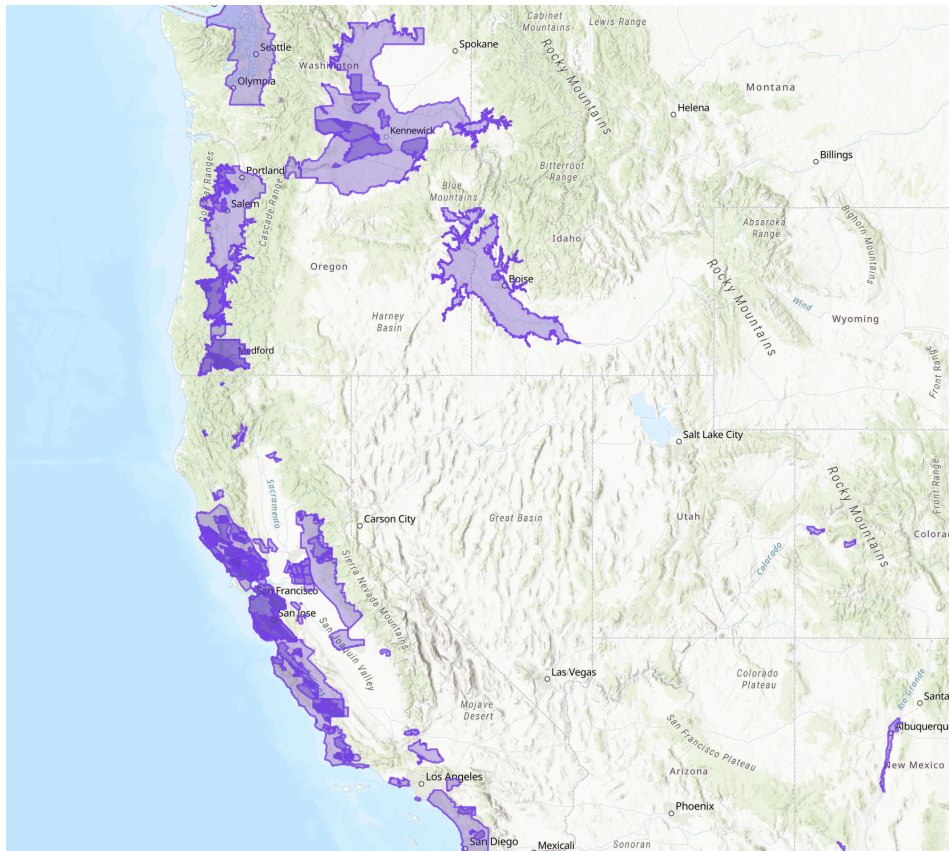 Cabinet
Mountains
Lewis Range
Seattle
Spokane
Washington
Olympia
Rocky Mountains
Montana
Helena
Kennewick
Billings
Coastal Ranges
Portland
Bitterroot
Range
Blue
Mountains
Cascade Range
Salem
Absaroka
Range
Bighorn Mountains
Idaho
Oregon
Boise
Rocky Mountains
Wind
Wyoming
Harney
Basin
Medford
Front Range
Salt Lake City
Sacramento
Carson City
Great Basin
Utah
Rocky Mountains
Front Range
Colorado
Colora
Sierra Nevada Mountains
San Francisco
San Jose
San Joaquin Valley
Las Vegas
Colorado
Plateau
Rio Grande
Santa
Mojave
Desert
San Francisco Plateau
Albuquerqu
New Mexico
Los Angeles
Arizona
Phoenix
San Diego
Mexicali
Sonoran